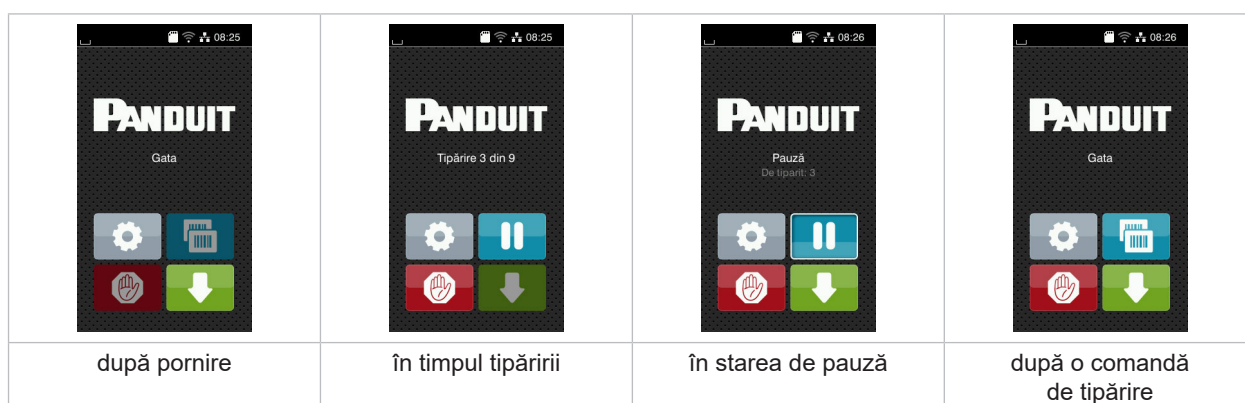 08:25
PANDUIT
Gata
după pornire
08:25
PANDUIT
Tipărire 3 din 9
în timpul tipăririi
08:26
PANDUIT
Pauză
De tiparit: 3
în starea de pauză
08:26
PANDUIT
Gata
după o comandă
de tipărire